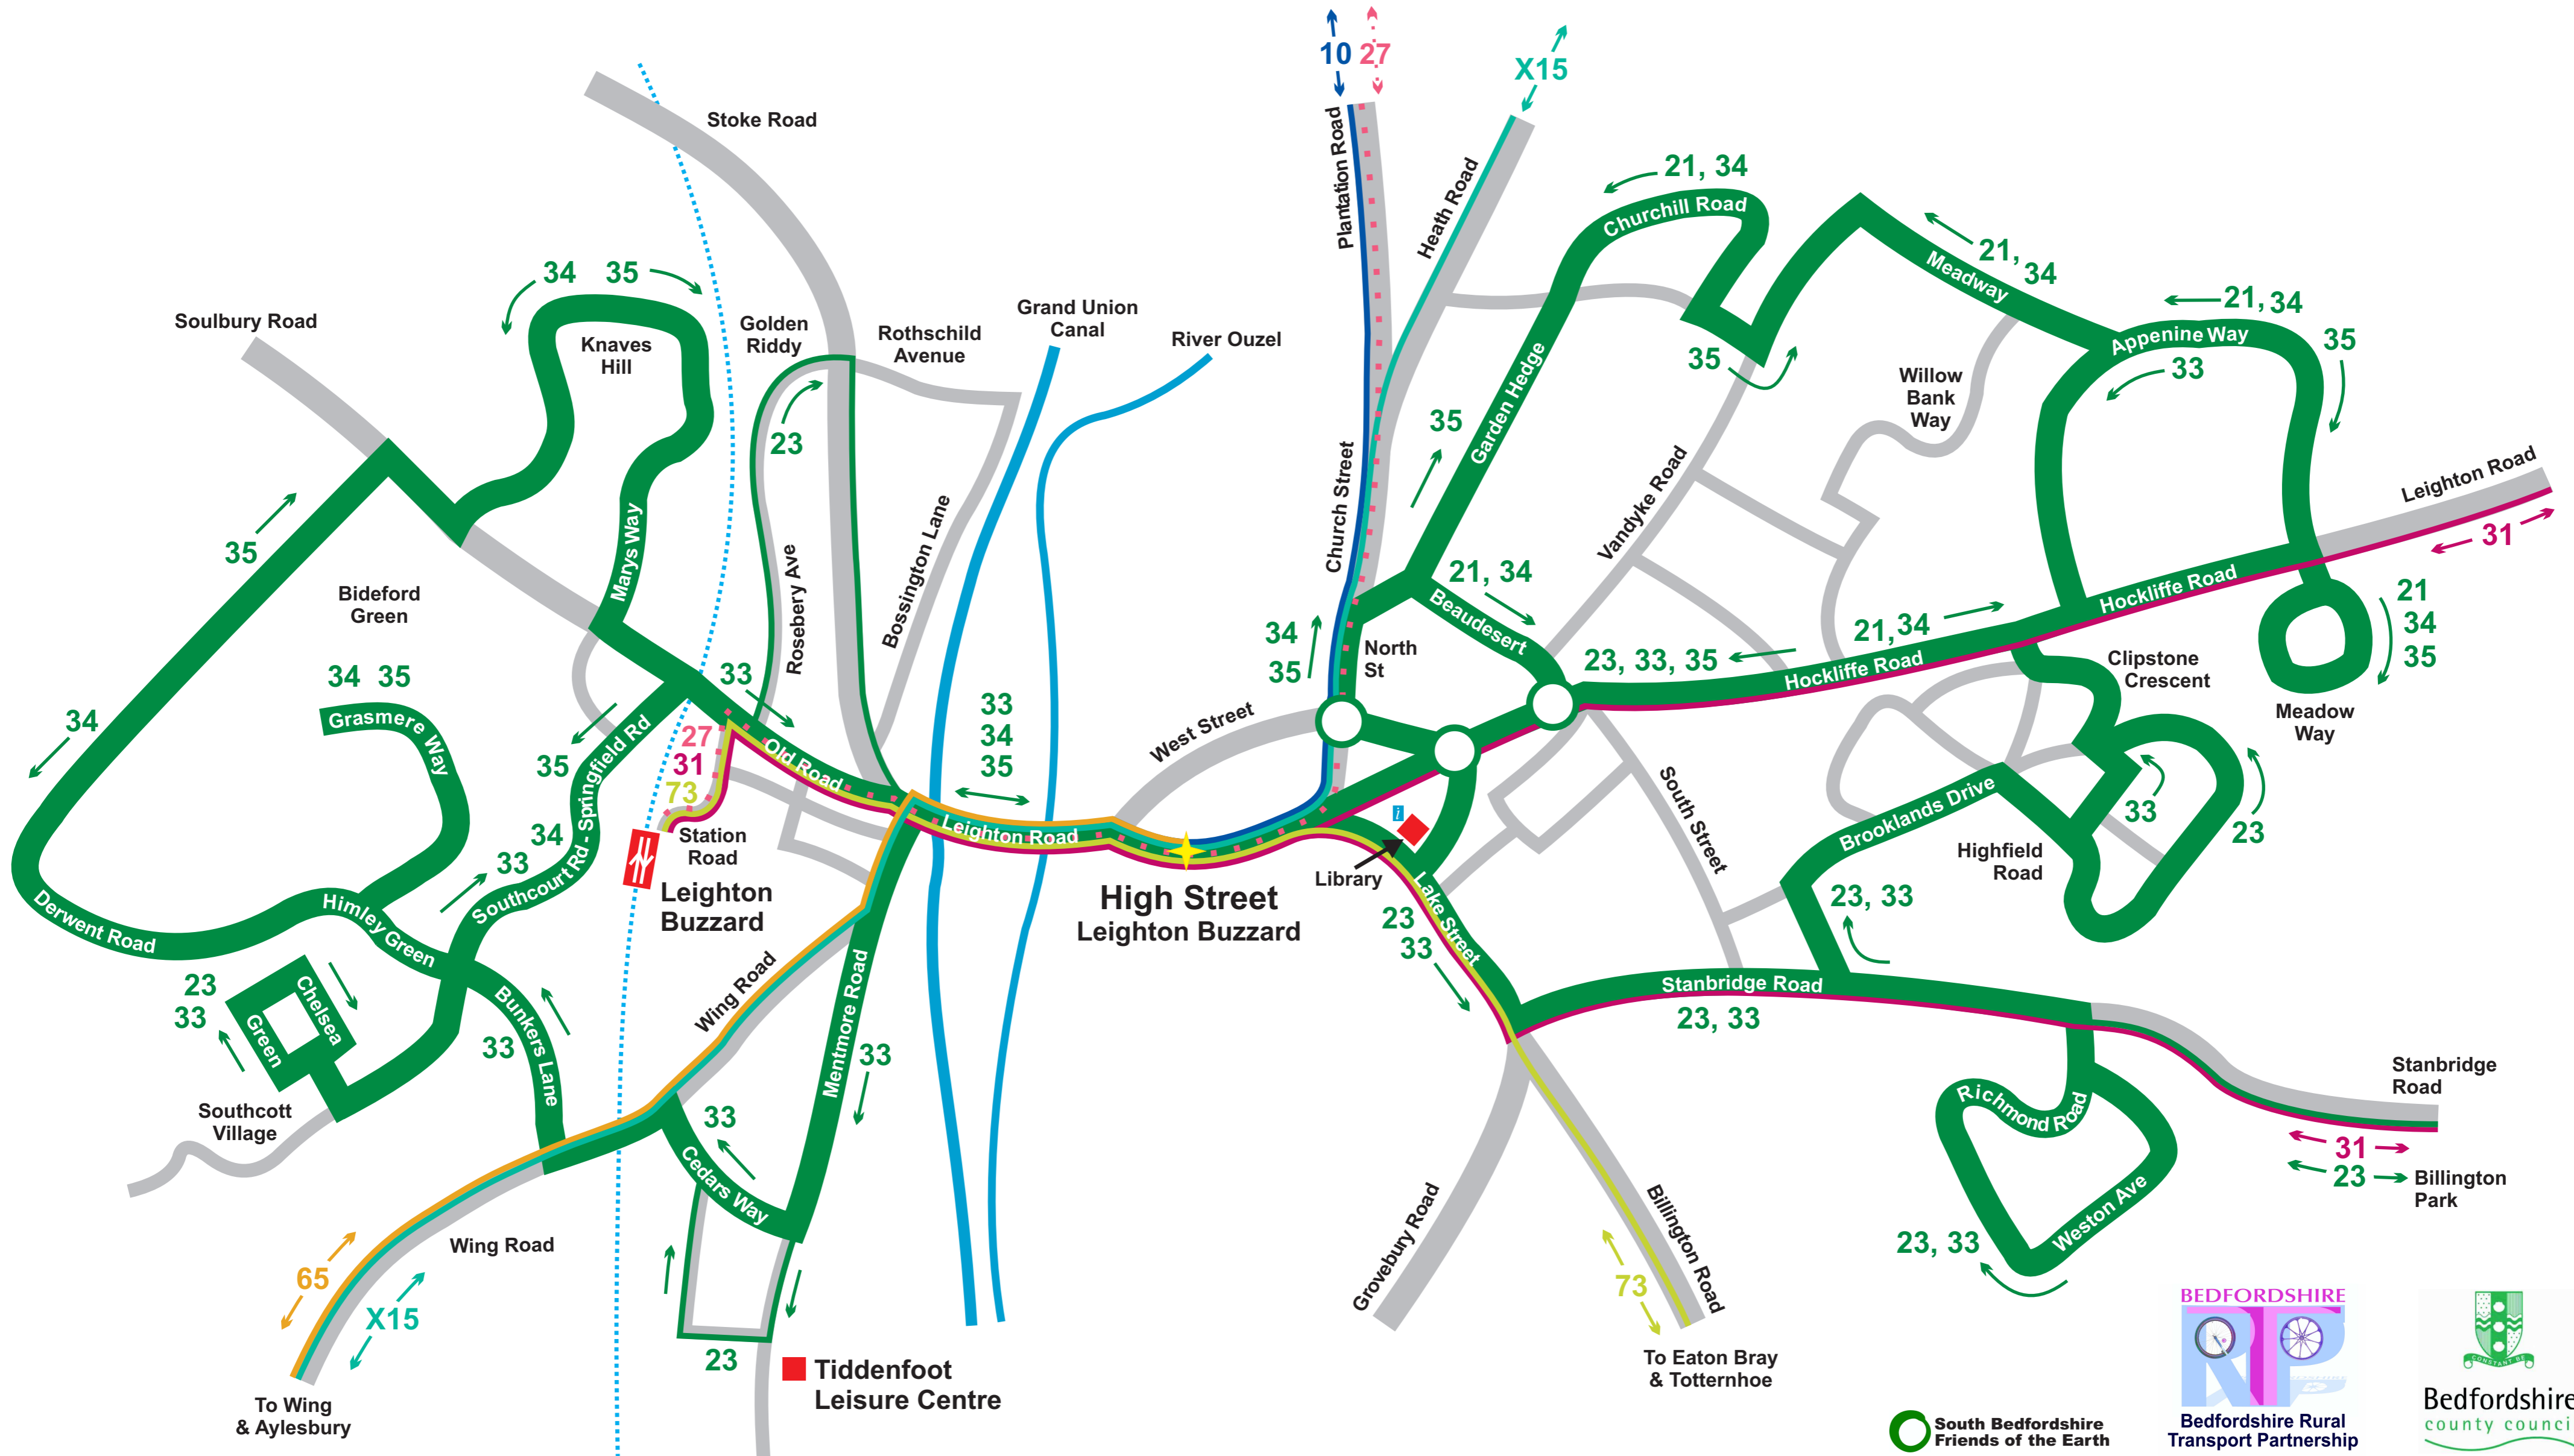 10 27
X15
Stoke Road
Plantation Road
Heath Road
21, 34
Churchill Road
21, 34
Meadway
34 35
Knaves
Hill
Soulbury Road
Golden
Riddy
Rothschild
Avenue
Grand Union
Canal
River Ouzel
21, 34
Appenine Way
35
33
35
Willow
Bank
Way
Garden Hedge
35
23
Church Street
Vandyke Road
Leighton Road
31
Marys Way
Rosebery Ave
Bossington Lane
35
Bideford
Green
21, 34
Beaudesert
34
35
North
St
21, 34
Hockliffe Road
23, 33, 35
Hockliffe Road
Clipstone
Crescent
21
34
35
Meadow
Way
34 35
Grasmere Way
34
33
27
31
73
Old Road
33
34
35
West Street
35
Southcourt Rd - Springfield Rd
34
33
Station
Road
Leighton
Buzzard
Leighton Road
High Street
Leighton Buzzard
i
Library
Lake Street
23
33
South Street
Brooklands Drive
33
23
Highfield
Road
23, 33
Derwent Road
Himley Green
Bunkers Lane
33
23
33
Chelsea
Green
Southcott
Village
Wing Road
Mentmore Road
33
33
Cedars Way
Stanbridge Road
23, 33
Stanbridge
Road
31
23
Billington
Park
Richmond Road
Weston Ave
23, 33
Wing Road
65
X15
To Wing
& Aylesbury
23
Tiddenfoot
Leisure Centre
Grovebury Road
Billington Road
73
To Eaton Bray
& Totternhoe
South Bedfordshire
Friends of the Earth
BEDFORDSHIRE
RTP
Bedfordshire Rural
Transport Partnership
Bedfordshire
county counci